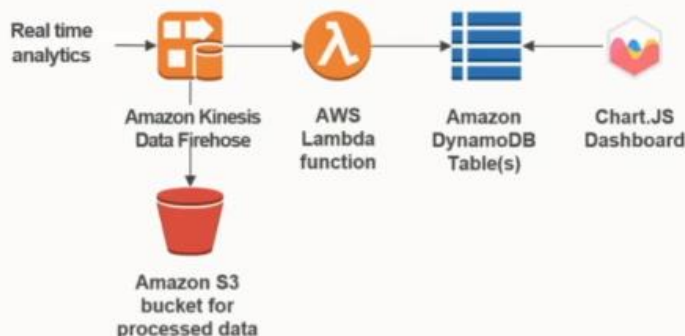 Real time
analytics
Amazon Kinesis
Data Firehose
AWS
Lambda
function
Amazon
DynamoDB
Table(s)
Chart.JS
Dashboard
Amazon S3
bucket for
processed data